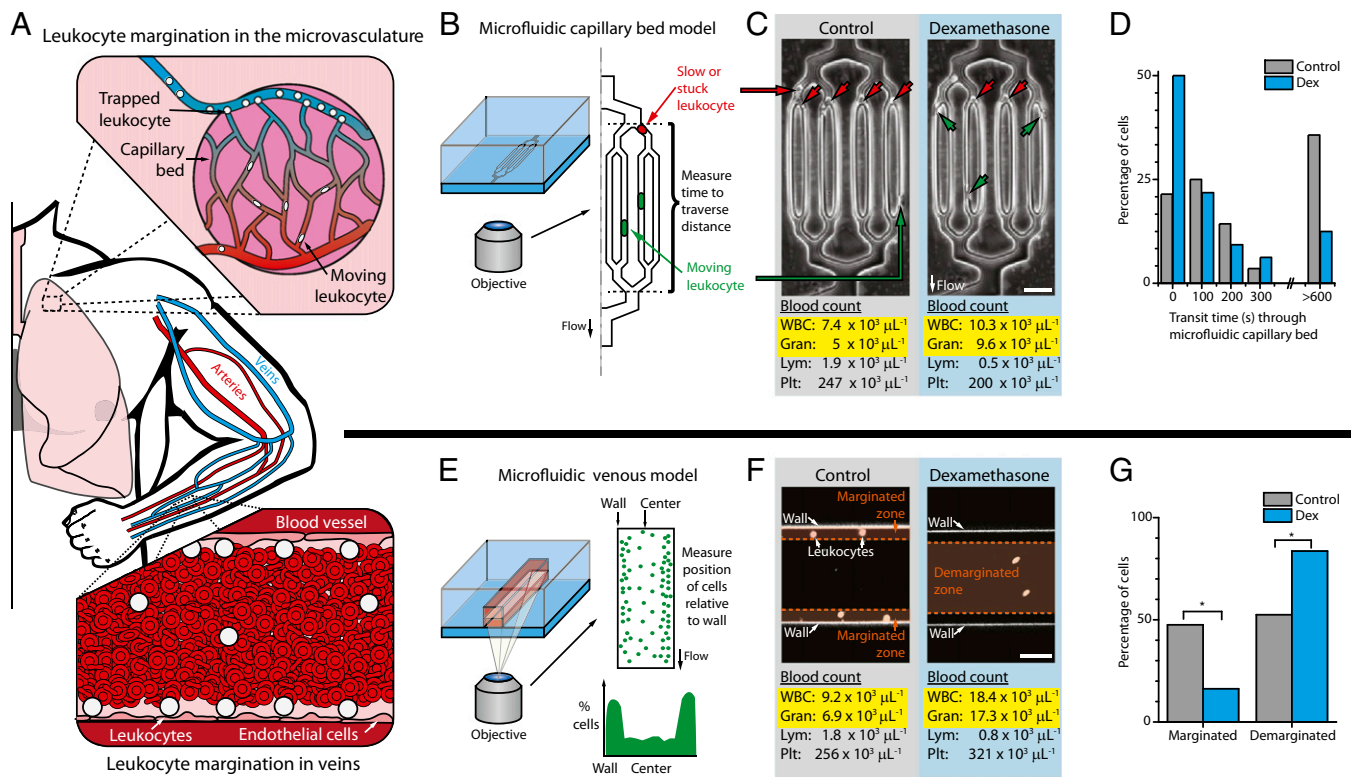 A
Leukocyte margination in the microvasculature
Trapped
leukocyte
Capillary
bed
Moving
leukocyte
Arteries
Veins
Blood vessel
Leukocytes
Endothelial cells
Leukocyte margination in veins
B
Microfluidic capillary bed model
Slow or
stuck
leukocyte
Measure
time to
traverse
distance
Moving
leukocyte
Objective
Flow
C
Control
Dexamethasone
Flow
Blood count
WBC: 7.4 x 10³ µL⁻¹
Gran: 5 x 10³ µL⁻¹
Lym: 1.9 x 10³ µL⁻¹
Plt: 247 x 10³ µL⁻¹
Blood count
WBC: 10.3 x 10³ µL⁻¹
Gran: 9.6 x 10³ µL⁻¹
Lym: 0.5 x 10³ µL⁻¹
Plt: 200 x 10³ µL⁻¹
D
Control
Dex
Percentage of cells
50
25
0
0 100 200 300 >600
Transit time (s) through
microfluidic capillary bed
E
Microfluidic venous model
Wall Center
Measure
position
of cells
relative
to wall
Flow
Objective
%
cells
Wall Center
F
Control
Dexamethasone
Marginated
zone
Wall
Leukocytes
Wall
Marginated
zone
Wall
Demarginated
zone
Wall
Blood count
WBC: 9.2 x 10³ µL⁻¹
Gran: 6.9 x 10³ µL⁻¹
Lym: 1.8 x 10³ µL⁻¹
Plt: 256 x 10³ µL⁻¹
Blood count
WBC: 18.4 x 10³ µL⁻¹
Gran: 17.3 x 10³ µL⁻¹
Lym: 0.8 x 10³ µL⁻¹
Plt: 321 x 10³ µL⁻¹
G
Control
Dex
Percentage of cells
100
50
0
*
*
Marginated Demarginated